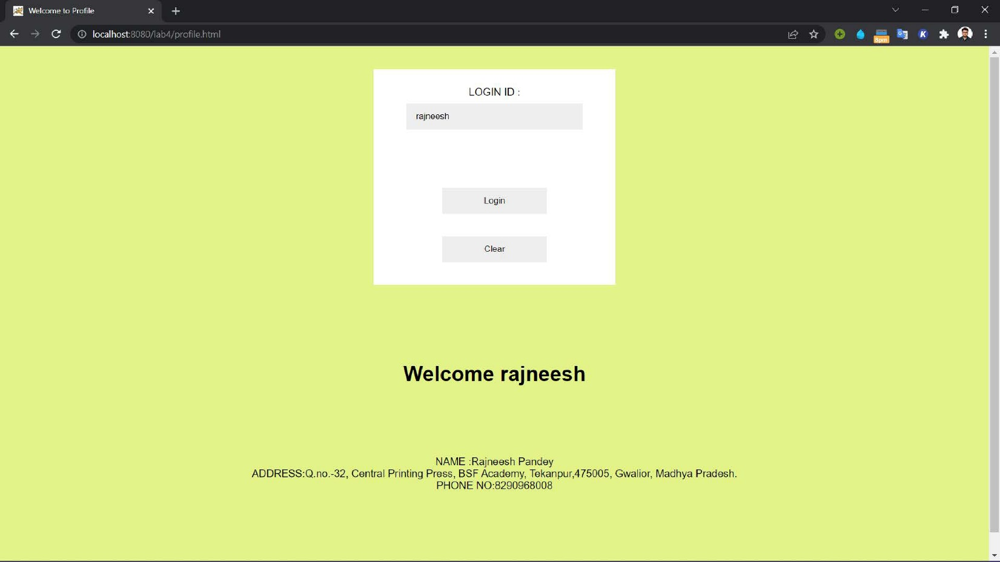 Welcome to Profile
localhost:8080/lab4/profile.html
8pm
G
K
LOGIN ID :
rajneesh
Login
Clear
Welcome rajneesh
NAME :Rajneesh Pandey
ADDRESS:Q.no.-32, Central Printing Press, BSF Academy, Tekanpur,475005, Gwalior, Madhya Pradesh.
PHONE NO:8290968008